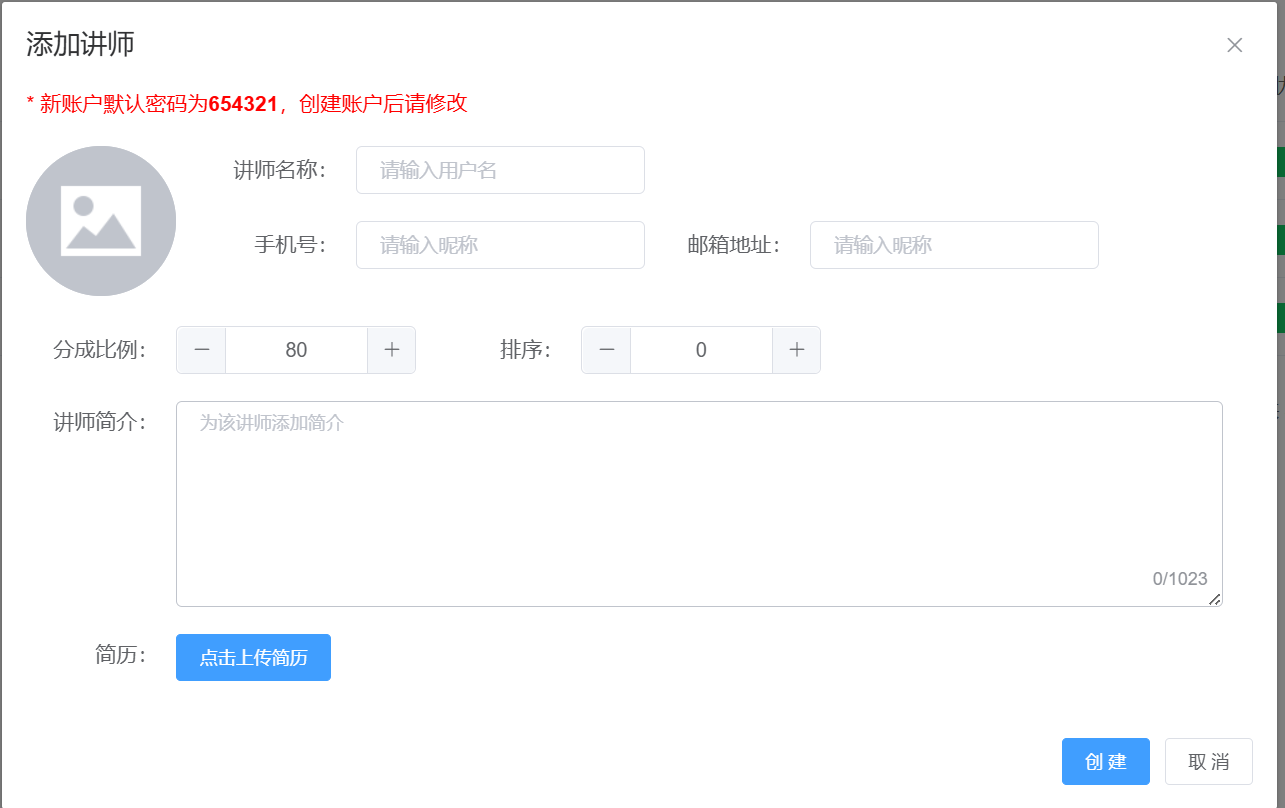 添加讲师
* 新账户默认密码为654321，创建账户后请修改
讲师名称： 请输入用户名
手机号： 请输入昵称 邮箱地址： 请输入昵称
分成比例： 80 排序： 0
讲师简介： 为该讲师添加简介
0/1023
简历： 点击上传简历
创建 取消